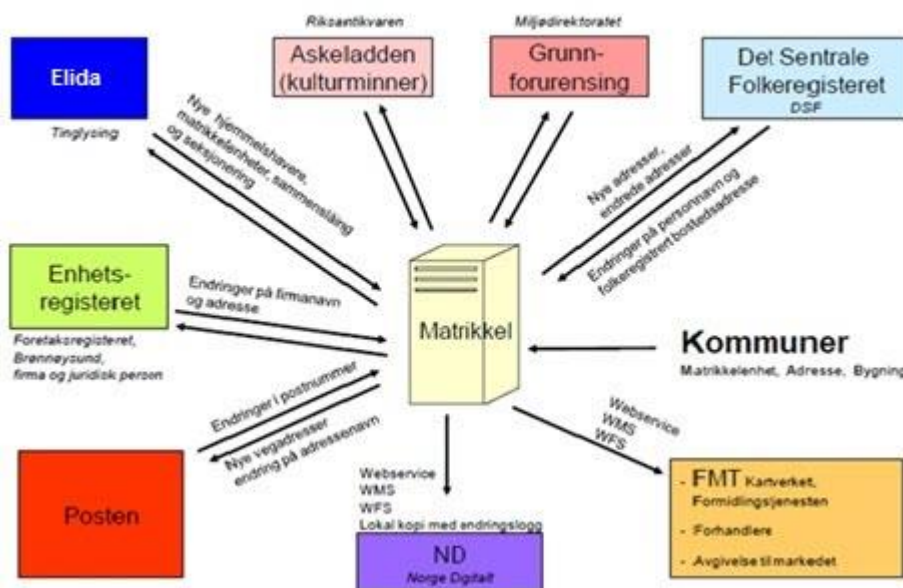 Riksantikvaren
Askeladden
(kulturminner)
Miljødirektoratet
Grunn-
forurensing
Det Sentrale
Folkeregisteret
DSF
Elida
Tinglysing
Nye hjemmelshavere,
matrikkelenheter, sammenslåing
og seksjonering
Nye adresser,
endrede adresser
Endringer på personnavn og
folkeregistrert bostedsadresse
Enhets-
registeret
Foretaksregisteret,
Brønnøysund,
firma og juridisk person
Endringer på firmanavn
og adresse
Matrikkel
Kommuner
Matrikkelenhet, Adresse, Bygning
Posten
Endringer i postnummer
Nye vegadresser
endring på adressenavn
Webservice
WMS
WFS
Lokal kopi med endringslogg
ND
Norge Dgitalt
Webservice
WMS
WFS
- FMT Kartverket,
Formidlingsjenesten
- Forhandlere
- Avgivelse til markedet